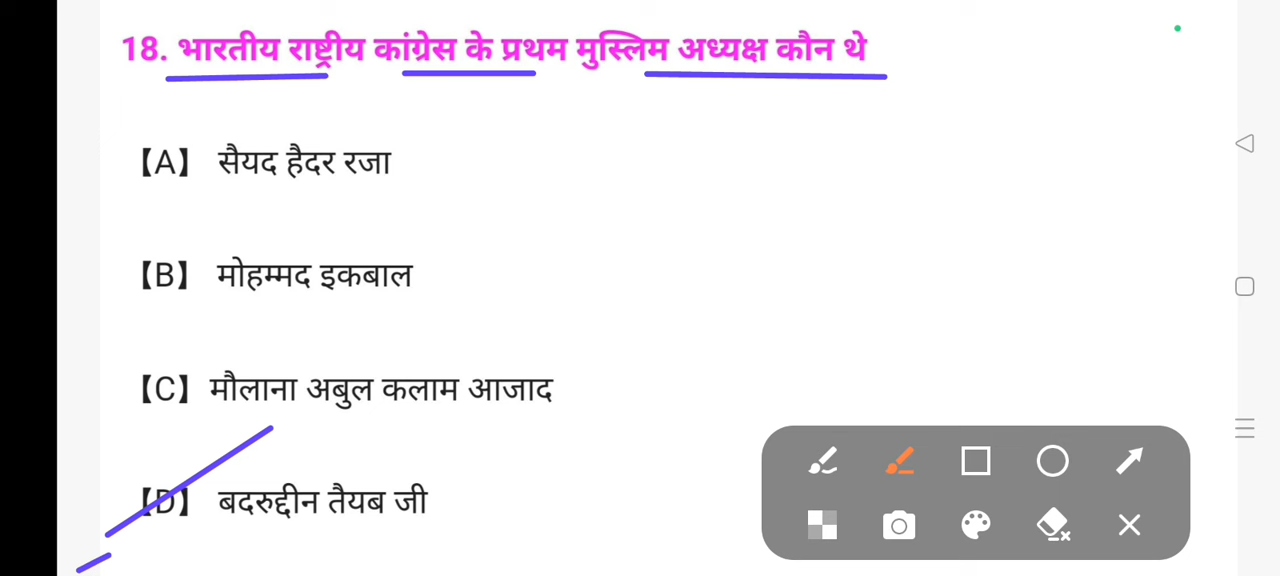 18. भारतीय राष्ट्रीय कांग्रेस के प्रथम मुस्लिम अध्यक्ष कौन थे
【A】 सैयद हैदर रजा
【B】 मोहम्मद इकबाल
【C】 मौलाना अबुल कलाम आजाद
【D】 बदरुद्दीन तैयब जी